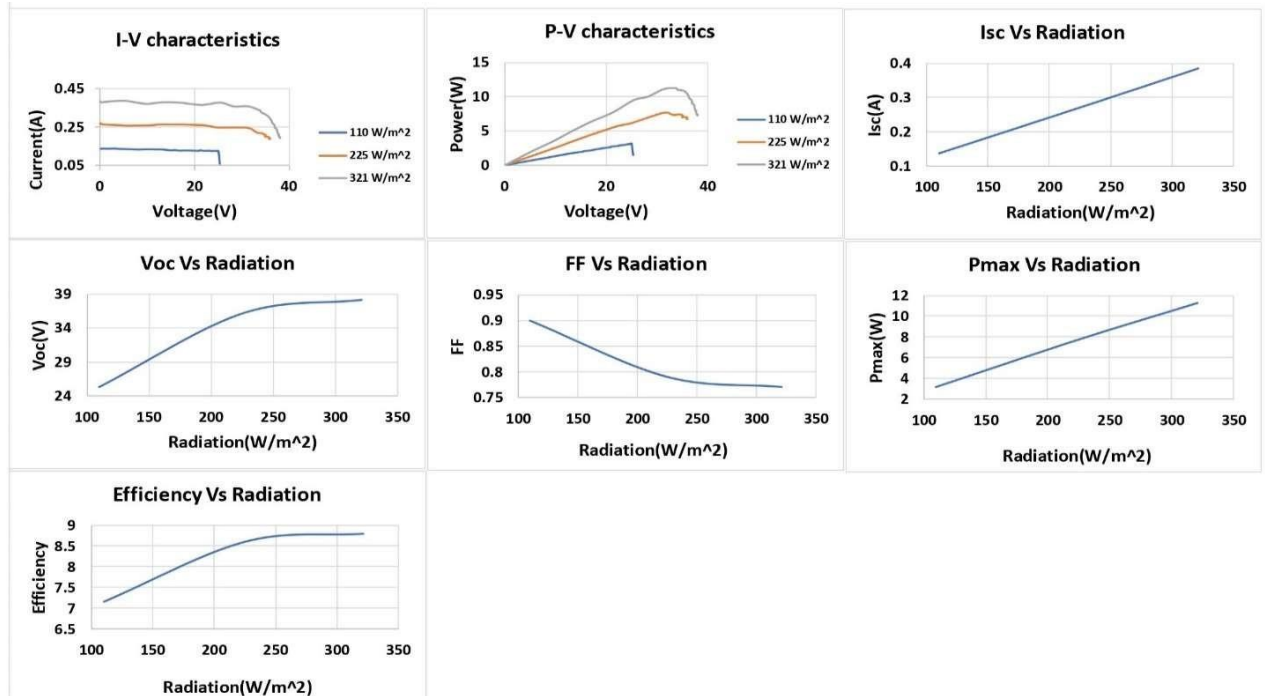 I-V characteristics
Current(A)
0.45
0.25
0.05
0 20 40
Voltage(V)
110 W/m^2
225 W/m^2
321 W/m^2
P-V characteristics
Power(W)
15
10
5
0
0 20 40
Voltage(V)
110 W/m^2
225 W/m^2
321 W/m^2
Isc Vs Radiation
Isc(A)
0.4
0.3
0.2
0.1
100 150 200 250 300 350
Radiation(W/m^2)
Voc Vs Radiation
Voc(V)
39
34
29
24
100 150 200 250 300 350
Radiation(W/m^2)
FF Vs Radiation
FF
0.95
0.9
0.85
0.8
0.75
100 150 200 250 300 350
Radiation(W/m^2)
Pmax Vs Radiation
Pmax(W)
12
10
8
6
4
2
100 150 200 250 300 350
Radiation(W/m^2)
Efficiency Vs Radiation
Efficiency
9
8.5
8
7.5
7
6.5
100 150 200 250 300 350
Radiation(W/m^2)